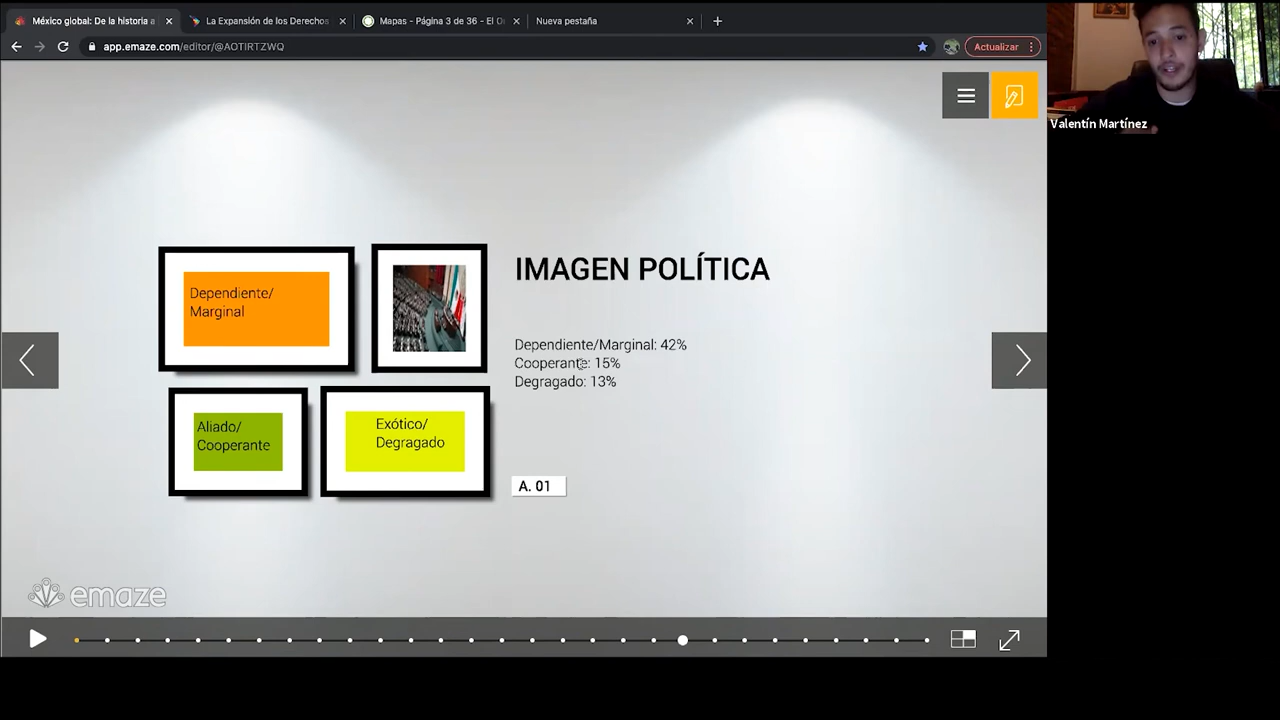 México global: De la historia a
La Expansión de los Derechos
Mapas - Página 3 de 36 - El O
Nueva pestaña
app.emaze.com/editor/@AOTIRTZWQ
Actualizar
Valentín Martínez
Dependiente/
Marginal
IMAGEN POLÍTICA
Dependiente/Marginal: 42%
Cooperante: 15%
Degragado: 13%
Aliado/
Cooperante
Exótico/
Degragado
A. 01
emaze